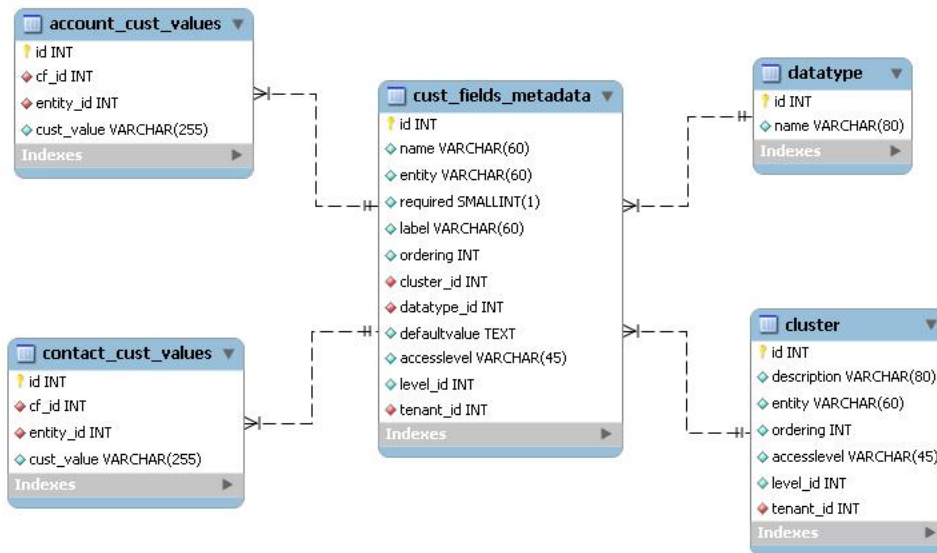 account_cust_values
id INT
cf_id INT
entity_id INT
cust_value VARCHAR(255)
Indexes
cust_fields_metadata
id INT
name VARCHAR(60)
entity VARCHAR(60)
required SMALLINT(1)
label VARCHAR(60)
ordering INT
cluster_id INT
datatype_id INT
defaultvalue TEXT
accesslevel VARCHAR(45)
level_id INT
tenant_id INT
Indexes
datatype
id INT
name VARCHAR(80)
Indexes
contact_cust_values
id INT
cf_id INT
entity_id INT
cust_value VARCHAR(255)
Indexes
cluster
id INT
description VARCHAR(80)
entity VARCHAR(60)
ordering INT
accesslevel VARCHAR(45)
level_id INT
tenant_id INT
Indexes